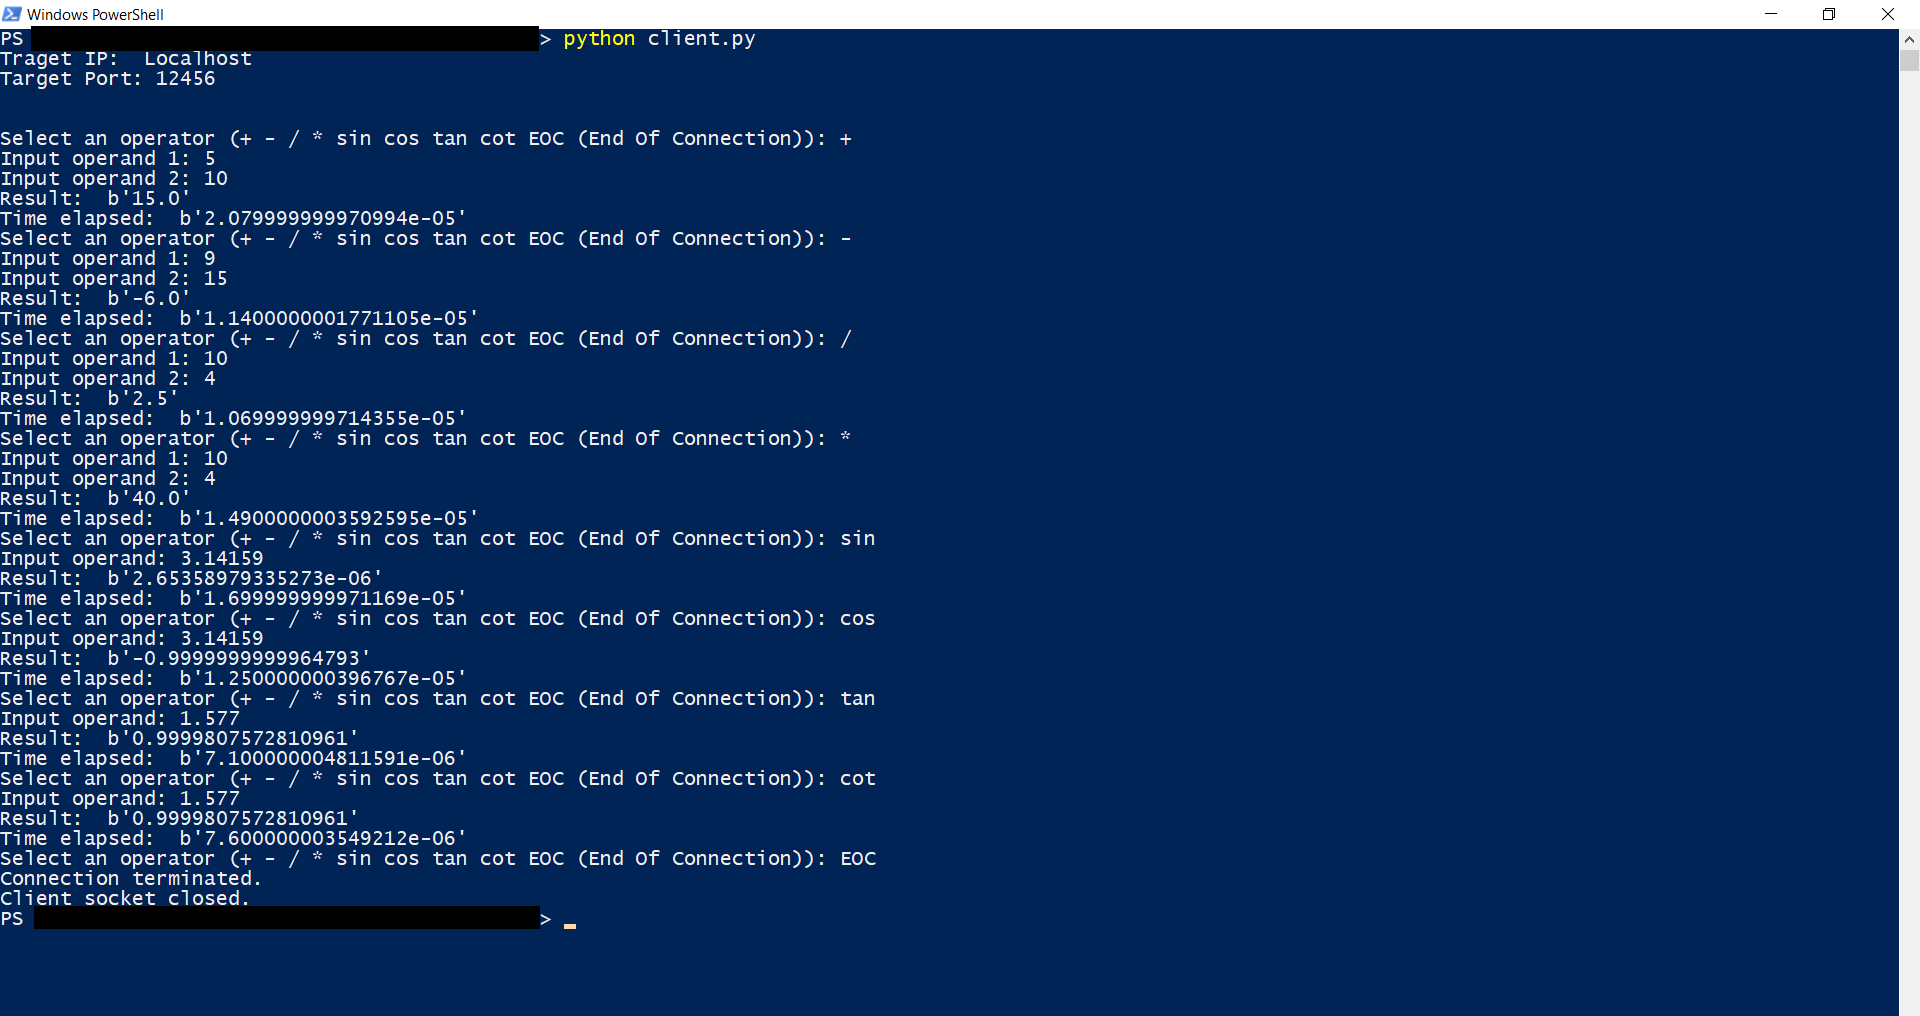 Windows PowerShell
PS > python client.py
Traget IP:  Localhost
Target Port: 12456
Select an operator (+ - / * sin cos tan cot EOC (End Of Connection)): +
Input operand 1: 5
Input operand 2: 10
Result:  b'15.0'
Time elapsed:  b'2.079999999970994e-05'
Select an operator (+ - / * sin cos tan cot EOC (End Of Connection)): -
Input operand 1: 9
Input operand 2: 15
Result:  b'-6.0'
Time elapsed:  b'1.1400000001771105e-05'
Select an operator (+ - / * sin cos tan cot EOC (End Of Connection)): /
Input operand 1: 10
Input operand 2: 4
Result:  b'2.5'
Time elapsed:  b'1.069999999714355e-05'
Select an operator (+ - / * sin cos tan cot EOC (End Of Connection)): *
Input operand 1: 10
Input operand 2: 4
Result:  b'40.0'
Time elapsed:  b'1.4900000003592595e-05'
Select an operator (+ - / * sin cos tan cot EOC (End Of Connection)): sin
Input operand: 3.14159
Result:  b'2.65358979335273e-06'
Time elapsed:  b'1.699999999971169e-05'
Select an operator (+ - / * sin cos tan cot EOC (End Of Connection)): cos
Input operand: 3.14159
Result:  b'-0.9999999999964793'
Time elapsed:  b'1.250000000396767e-05'
Select an operator (+ - / * sin cos tan cot EOC (End Of Connection)): tan
Input operand: 1.577
Result:  b'0.9999807572810961'
Time elapsed:  b'7.100000004811591e-06'
Select an operator (+ - / * sin cos tan cot EOC (End Of Connection)): cot
Input operand: 1.577
Result:  b'0.9999807572810961'
Time elapsed:  b'7.600000003549212e-06'
Select an operator (+ - / * sin cos tan cot EOC (End Of Connection)): EOC
Connection terminated.
Client socket closed.
PS >